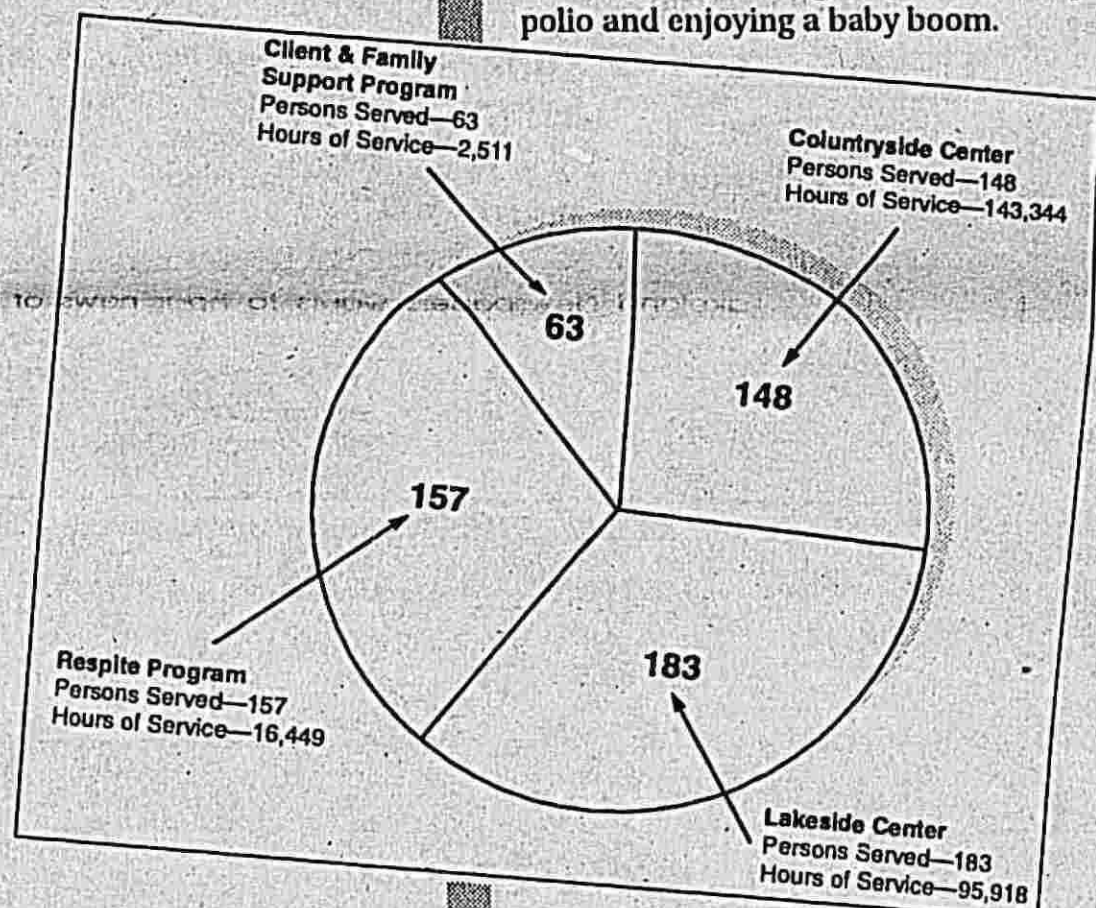 polio and enjoying a baby boom.
Client & Family
Support Program
Persons Served—63
Hours of Service—2,511
Coluntryside Center
Persons Served—148
Hours of Service—143,344
63
148
157
183
Respite Program
Persons Served—157
Hours of Service—16,449
Lakeside Center
Persons Served—183
Hours of Service—95,918